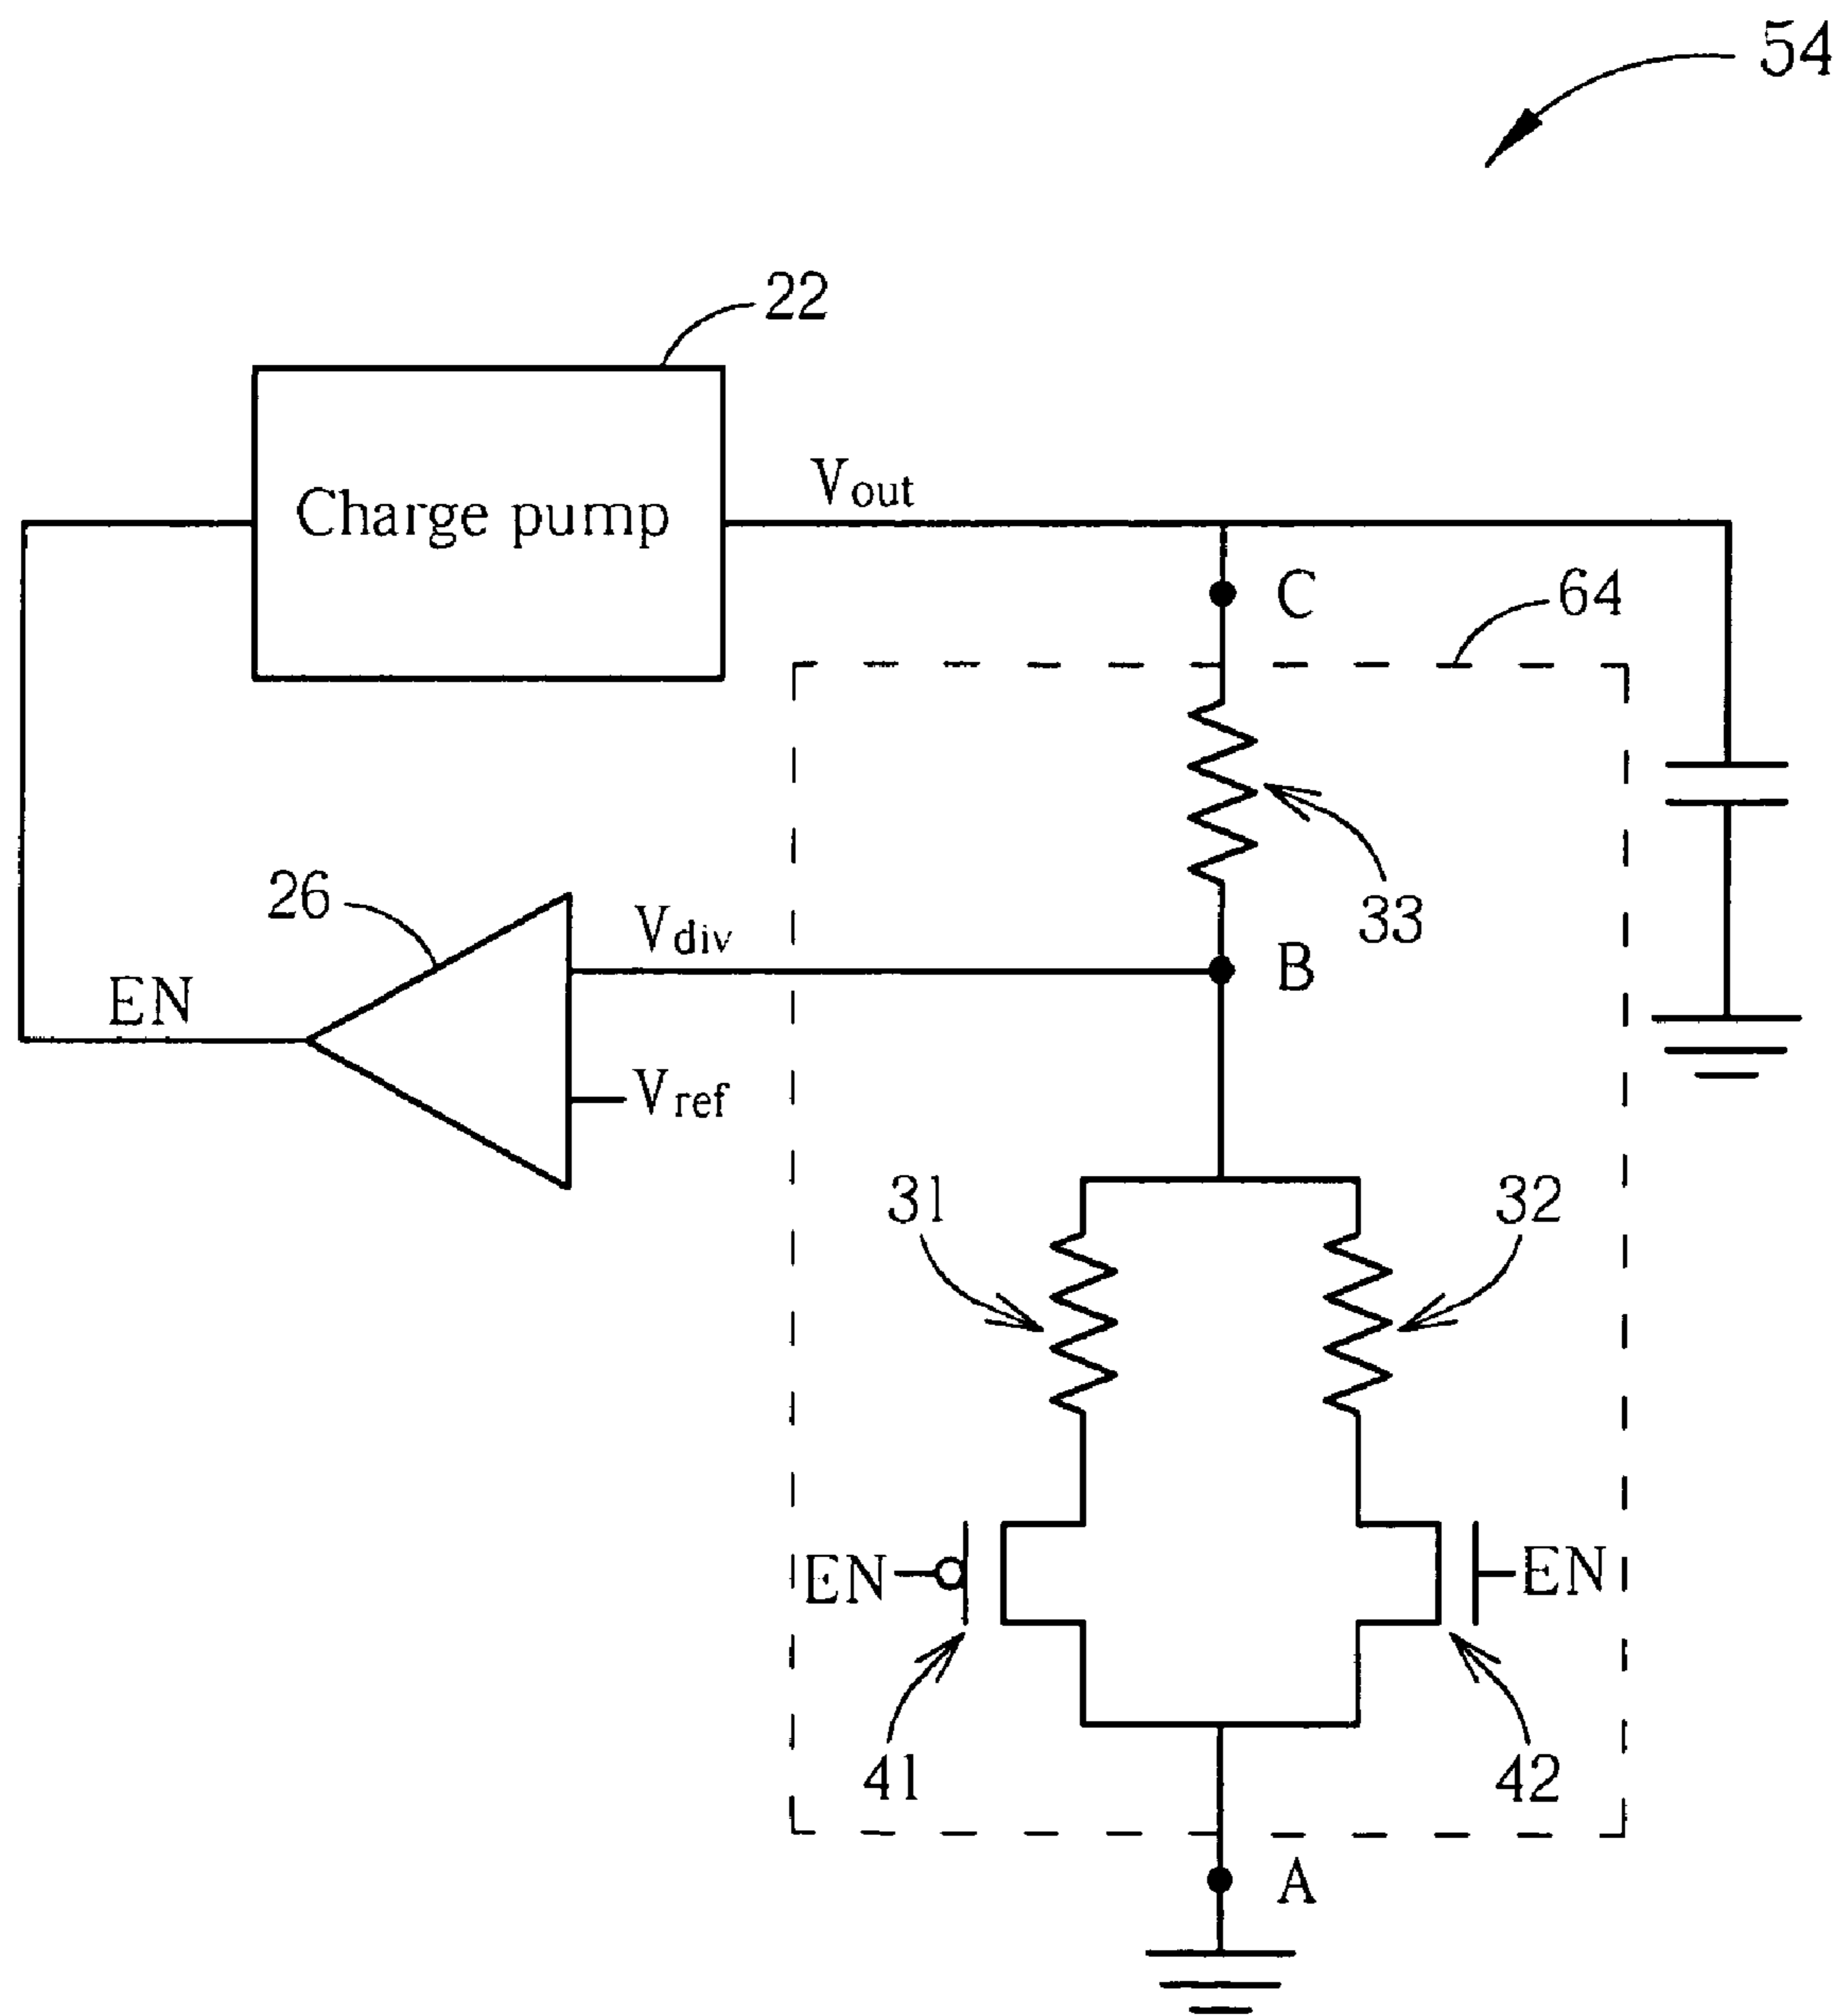 54
22
Charge pump
Vout
C
64
33
26
Vdiv
B
EN
Vref
31
32
EN
EN
41
42
A